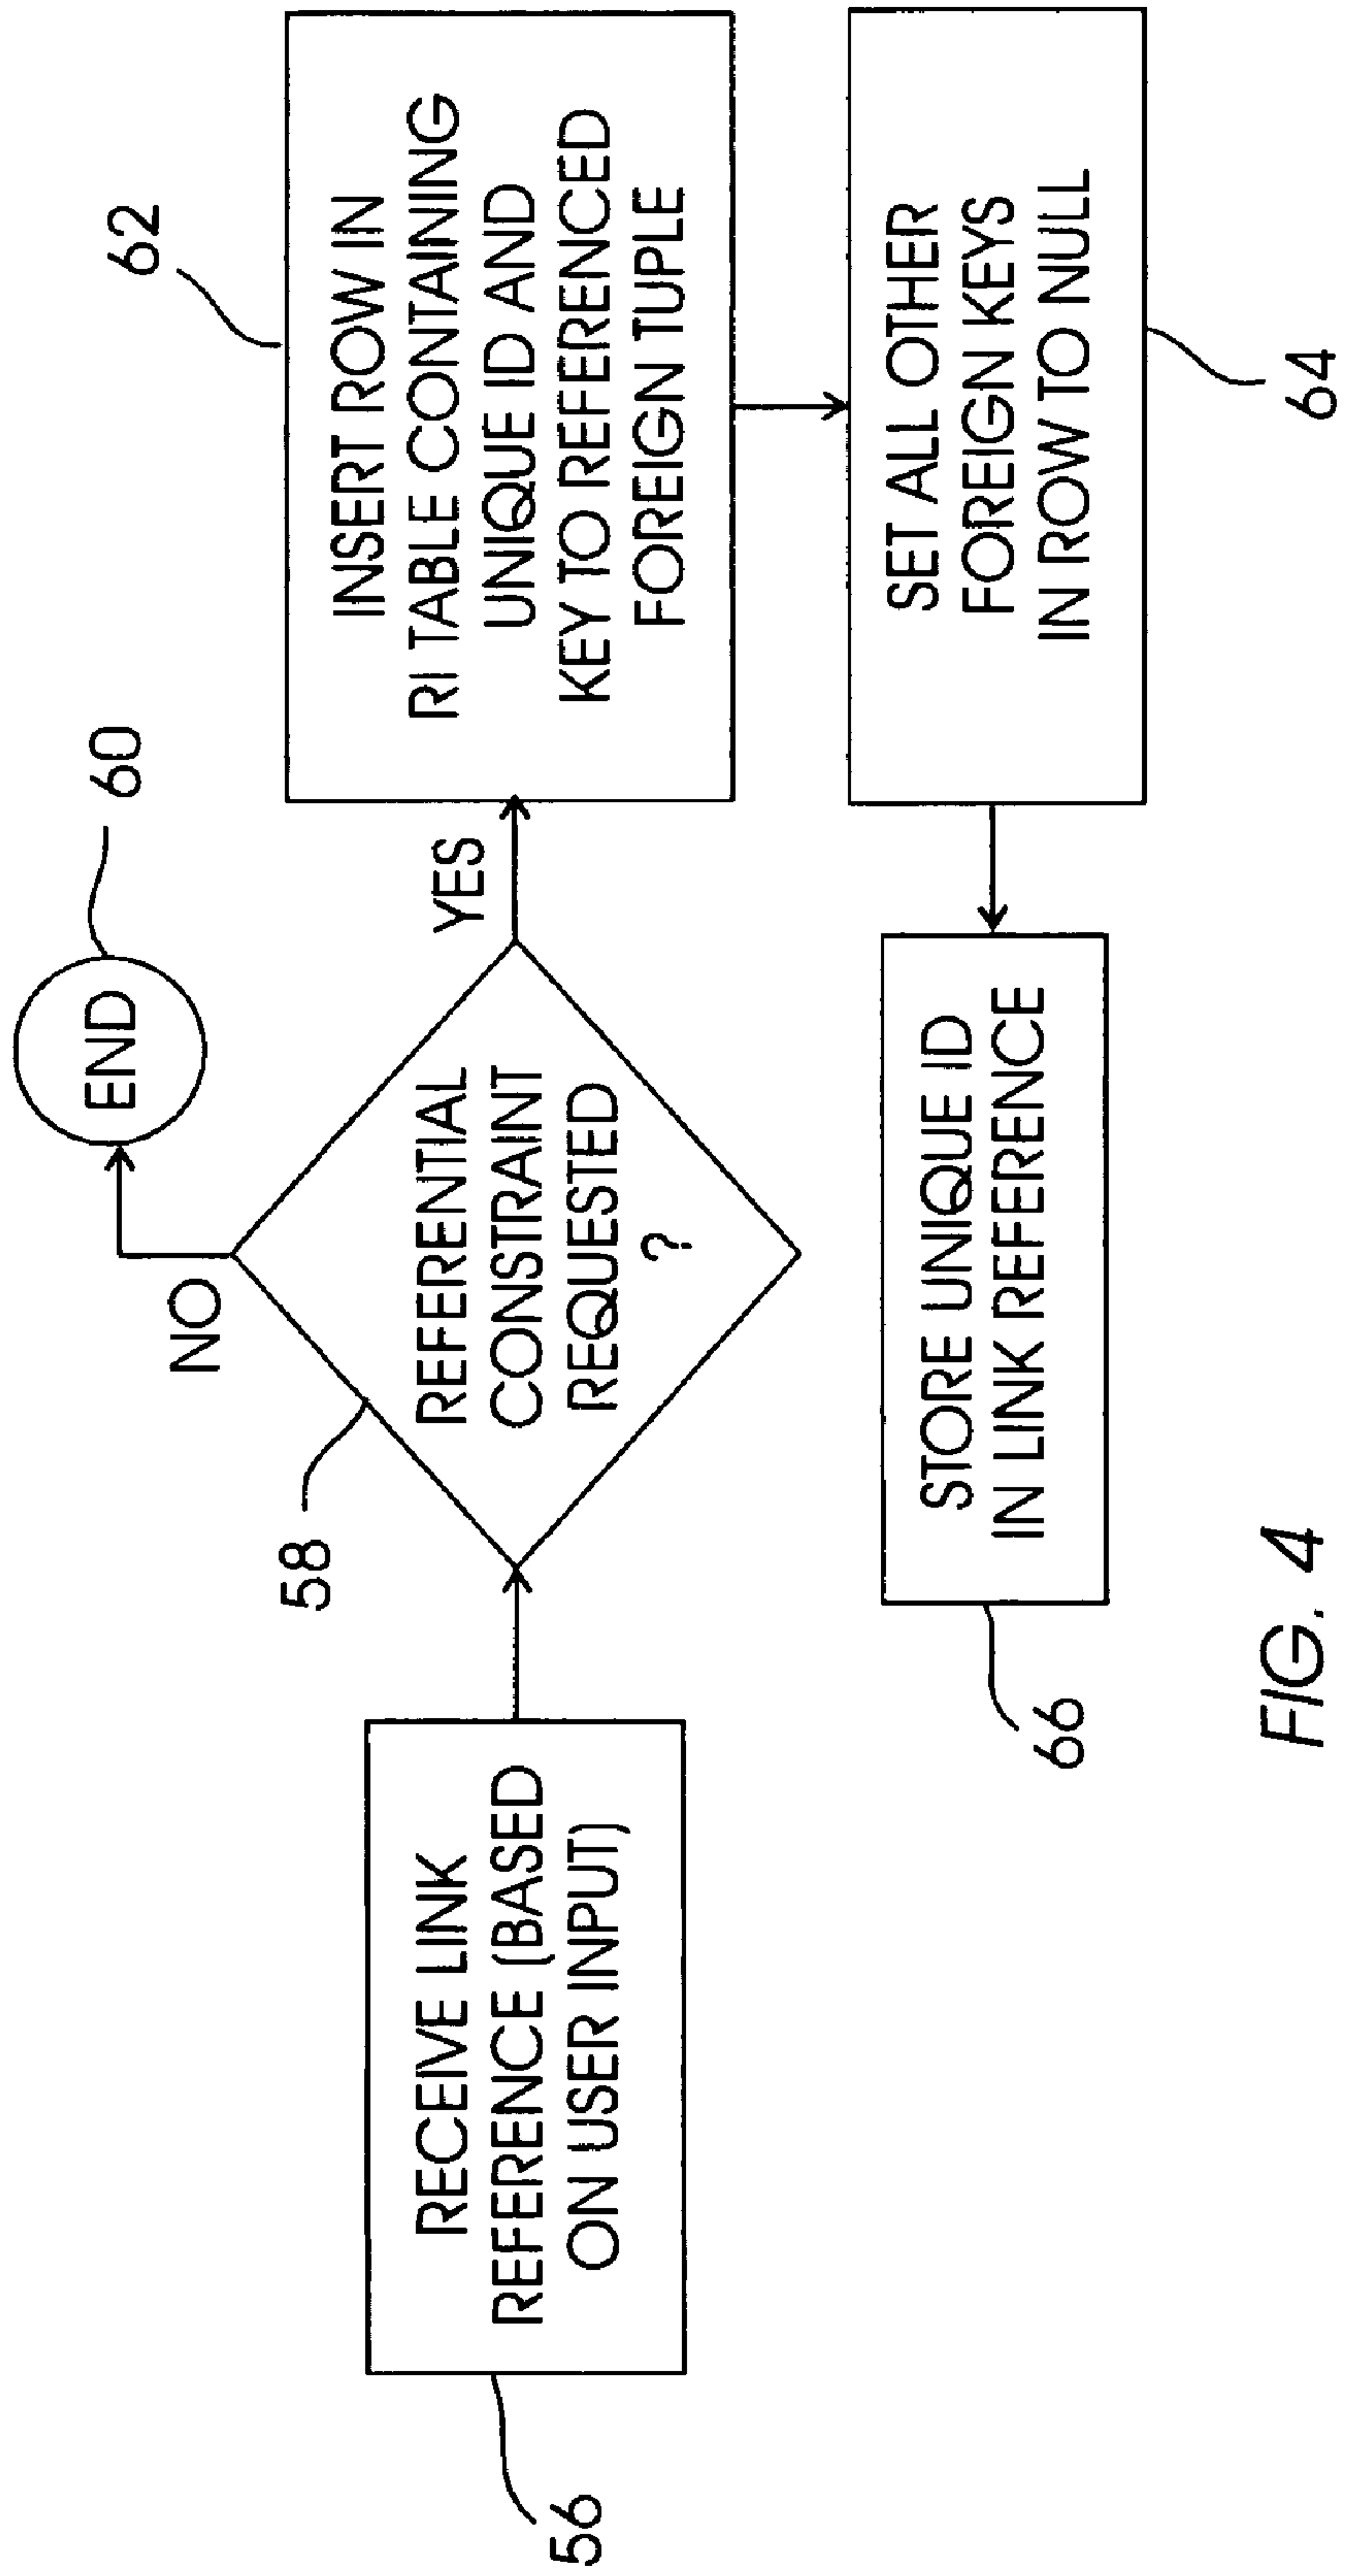 60
62
END
NO
YES
58
RECEIVE LINK
REFERENCE (BASED
ON USER INPUT)
56
REFERENTIAL
CONSTRAINT
REQUESTED
?
INSERT ROW IN
RI TABLE CONTAINING
UNIQUE ID AND
KEY TO REFERENCED
FOREIGN TUPLE
SET ALL OTHER
FOREIGN KEYS
IN ROW TO NULL
64
STORE UNIQUE ID
IN LINK REFERENCE
66
FIG. 4